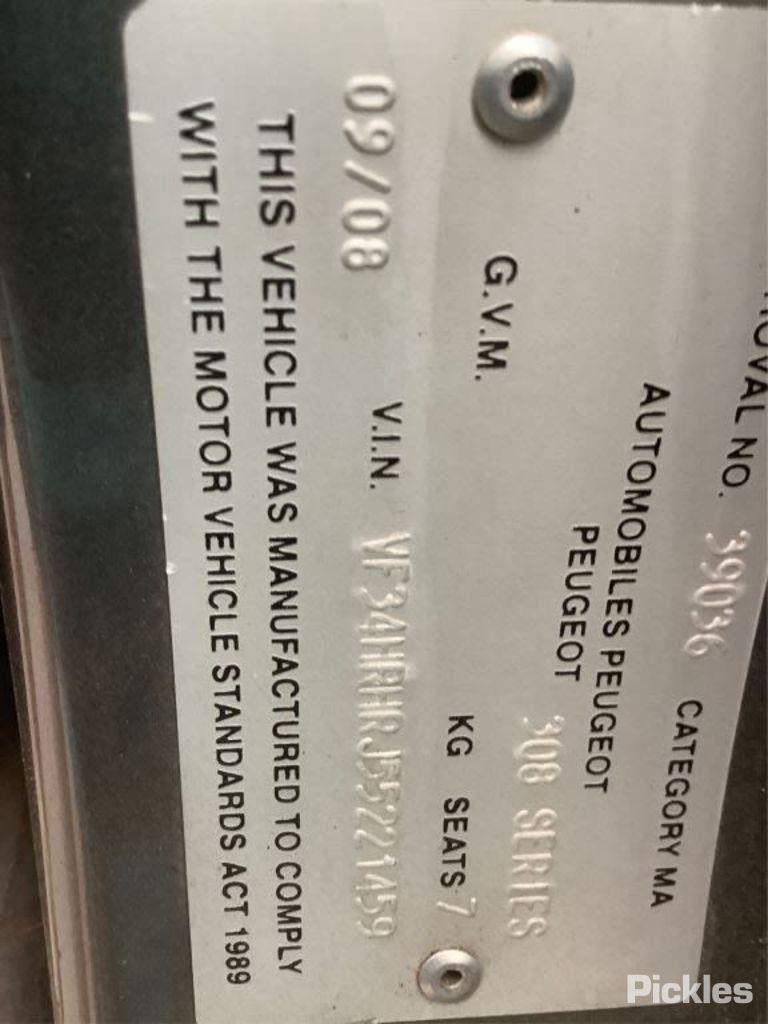 OVAL NO. 39036 CATEGORY MA
AUTOMOBILES PEUGEOT
PEUGEOT 308 SERIES
G.V.M. KG SEATS 7
09/08 V.I.N. VF34HRHRJ55221459
THIS VEHICLE WAS MANUFACTURED TO COMPLY
WITH THE MOTOR VEHICLE STANDARDS ACT 1989
Pickles